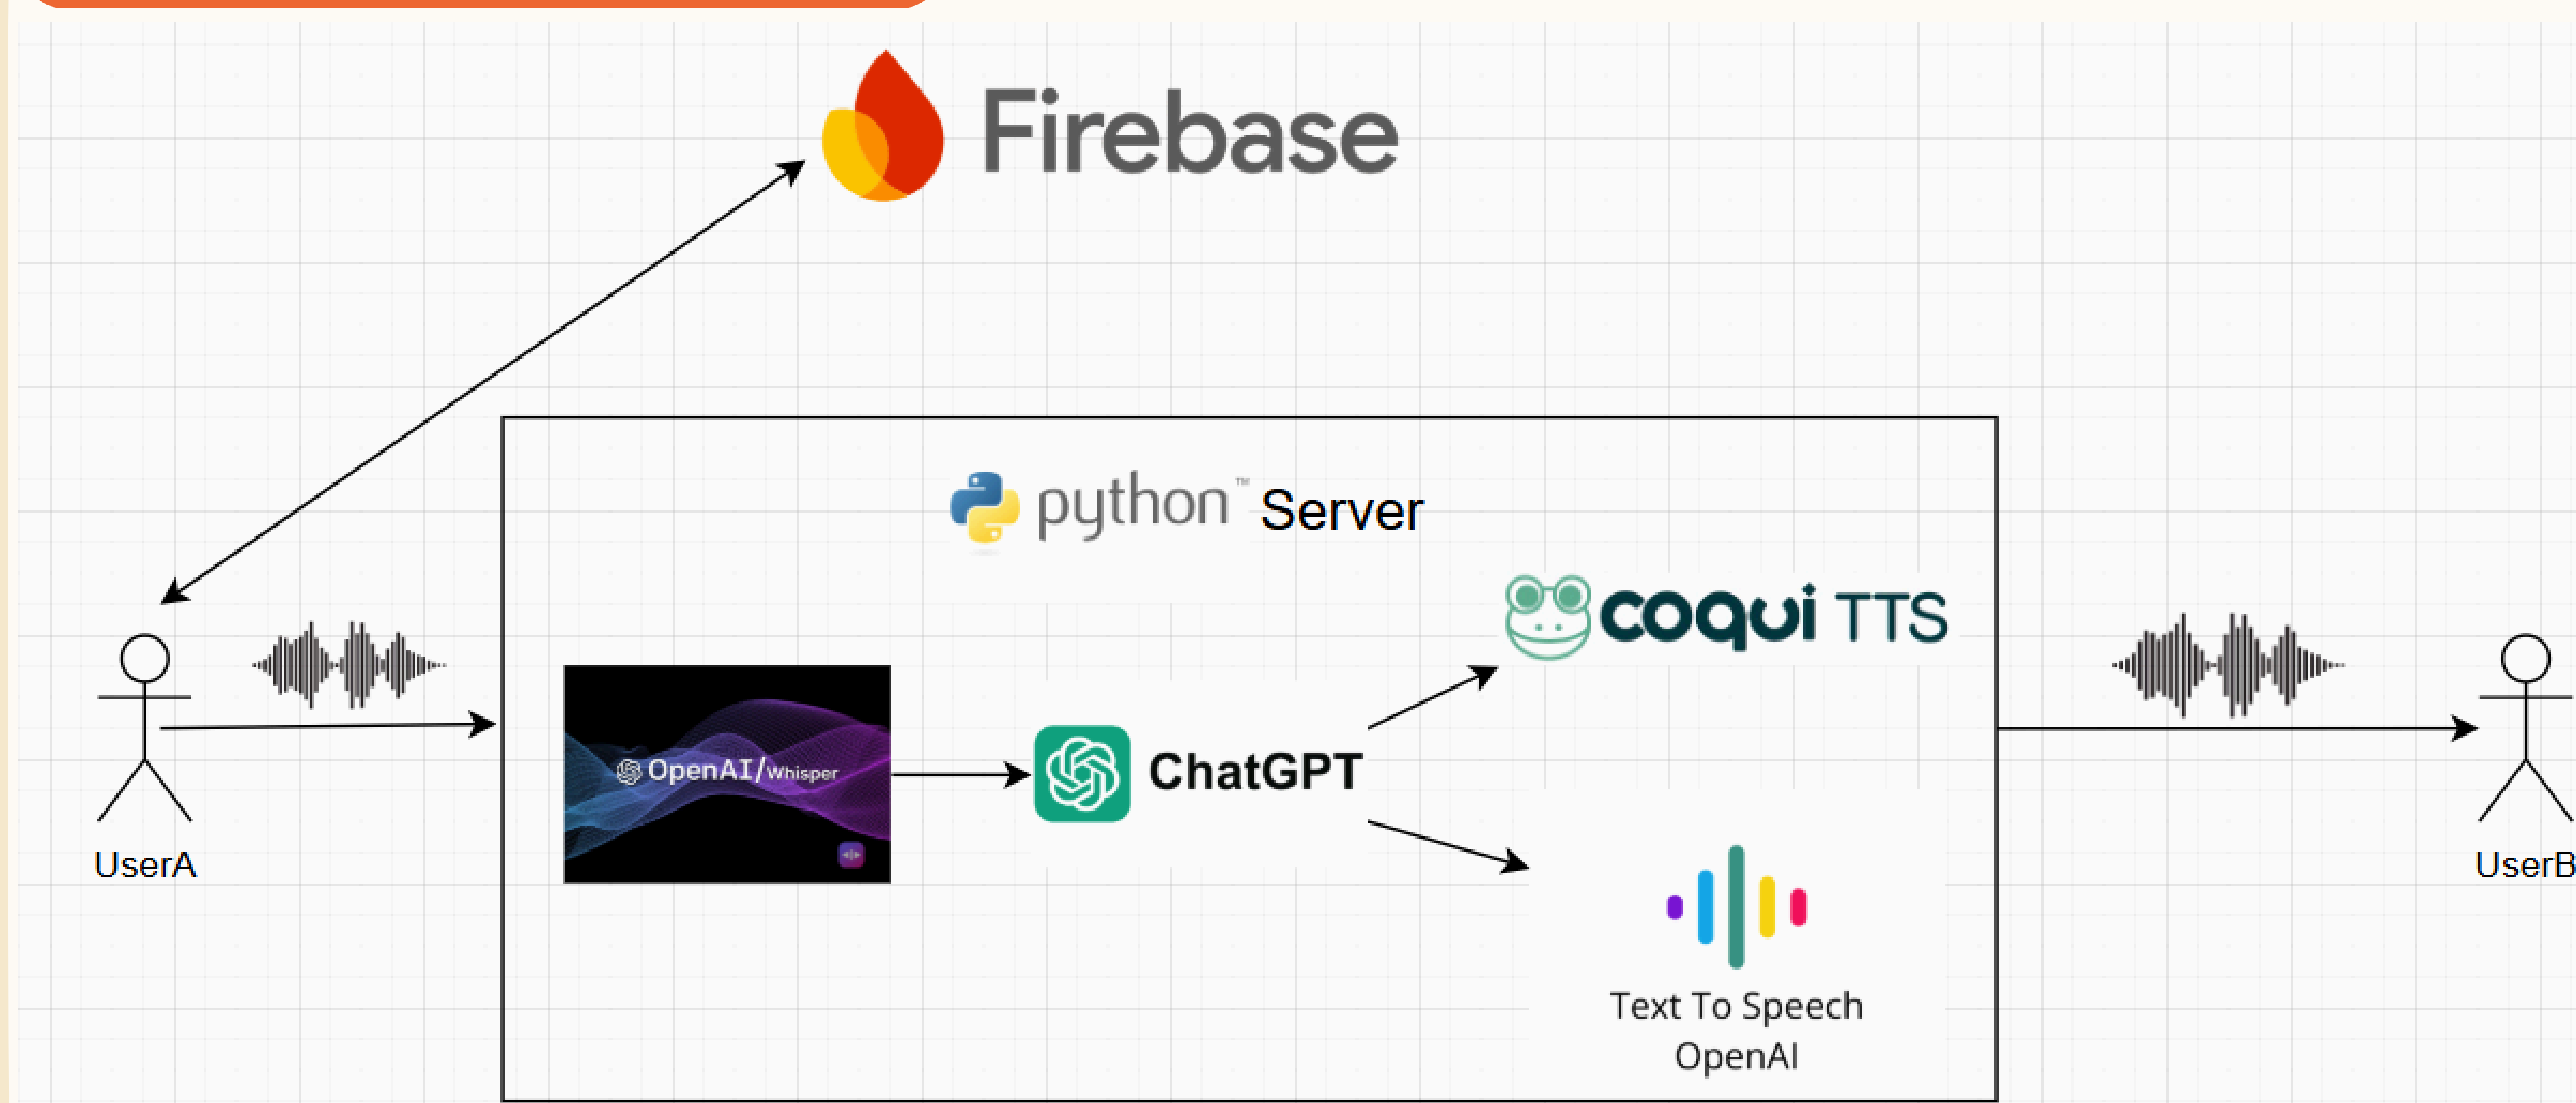 Firebase
python™ Server
coqui TTS
OpenAI/Whisper
ChatGPT
UserA
UserB
Text To Speech
OpenAI